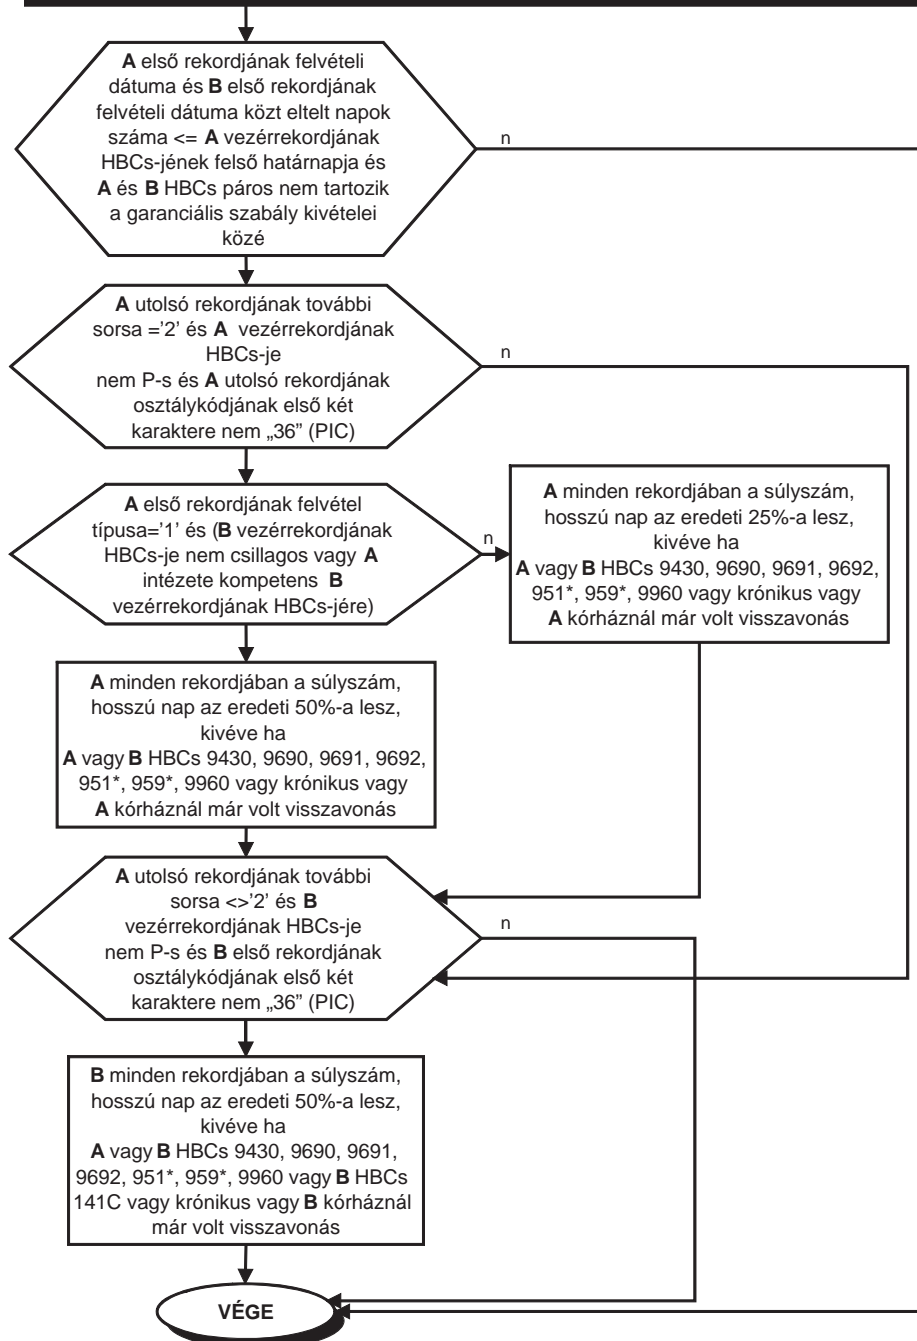 A első rekordjának felvételi
dátuma és B első rekordjának
felvételi dátuma közt eltelt napok
száma <= A vezérrekordjának
HBCs-jének felső határnapja és
A és B HBCs páros nem tartozik
a garanciális szabály kivételei
közé
n
A utolsó rekordjának további
sorsa ='2' és A vezérrekordjának
HBCs-je
nem P-s és A utolsó rekordjának
osztálykódjának első két
karaktere nem „36” (PIC)
n
A első rekordjának felvétel
típusa='1' és (B vezérrekordjának
HBCs-je nem csillagos vagy A
intézete kompetens B
vezérrekordjának HBCs-jére)
n
A minden rekordjában a súlyszám,
hosszú nap az eredeti 25%-a lesz,
kivéve ha
A vagy B HBCs 9430, 9690, 9691, 9692,
951*, 959*, 9960 vagy krónikus vagy
A kórháznál már volt visszavonás
A minden rekordjában a súlyszám,
hosszú nap az eredeti 50%-a lesz,
kivéve ha
A vagy B HBCs 9430, 9690, 9691, 9692,
951*, 959*, 9960 vagy krónikus vagy
A kórháznál már volt visszavonás
A utolsó rekordjának további
sorsa <>'2' és B
vezérrekordjának HBCs-je
nem P-s és B első rekordjának
osztálykódjának első két
karaktere nem „36” (PIC)
n
B minden rekordjában a súlyszám,
hosszú nap az eredeti 50%-a lesz,
kivéve ha
A vagy B HBCs 9430, 9690, 9691,
9692, 951*, 959*, 9960 vagy B HBCs
141C vagy krónikus vagy B kórháznál
már volt visszavonás
VÉGE